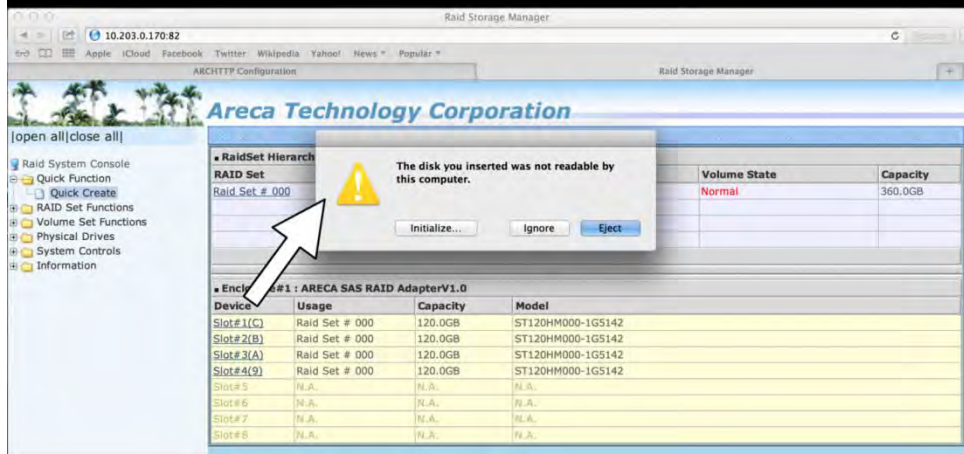 Raid Storage Manager
10.203.0.170:82
Apple iCloud Facebook Twitter Wikipedia Yahoo! News Popular
ARCHTTP Configuration Raid Storage Manager
Areca Technology Corporation
|open all|close all|
Raid System Console
Quick Function
Quick Create
RAID Set Functions
Volume Set Functions
Physical Drives
System Controls
Information
RaidSet Hierarch
RAID Set Volume State Capacity
Raid Set # 000 Normal 360.0GB
The disk you inserted was not readable by
this computer.
Initialize... Ignore Eject
#1 : ARECA SAS RAID AdapterV1.0
Device Usage Capacity Model
Slot#1(C) Raid Set # 000 120.0GB ST120HM000-1G5142
Slot#2(B) Raid Set # 000 120.0GB ST120HM000-1G5142
Slot#3(A) Raid Set # 000 120.0GB ST120HM000-1G5142
Slot#4(9) Raid Set # 000 120.0GB ST120HM000-1G5142
Slot#5 N.A. N.A. N.A.
Slot#6 N.A. N.A. N.A.
Slot#7 N.A. N.A. N.A.
Slot#8 N.A. N.A. N.A.